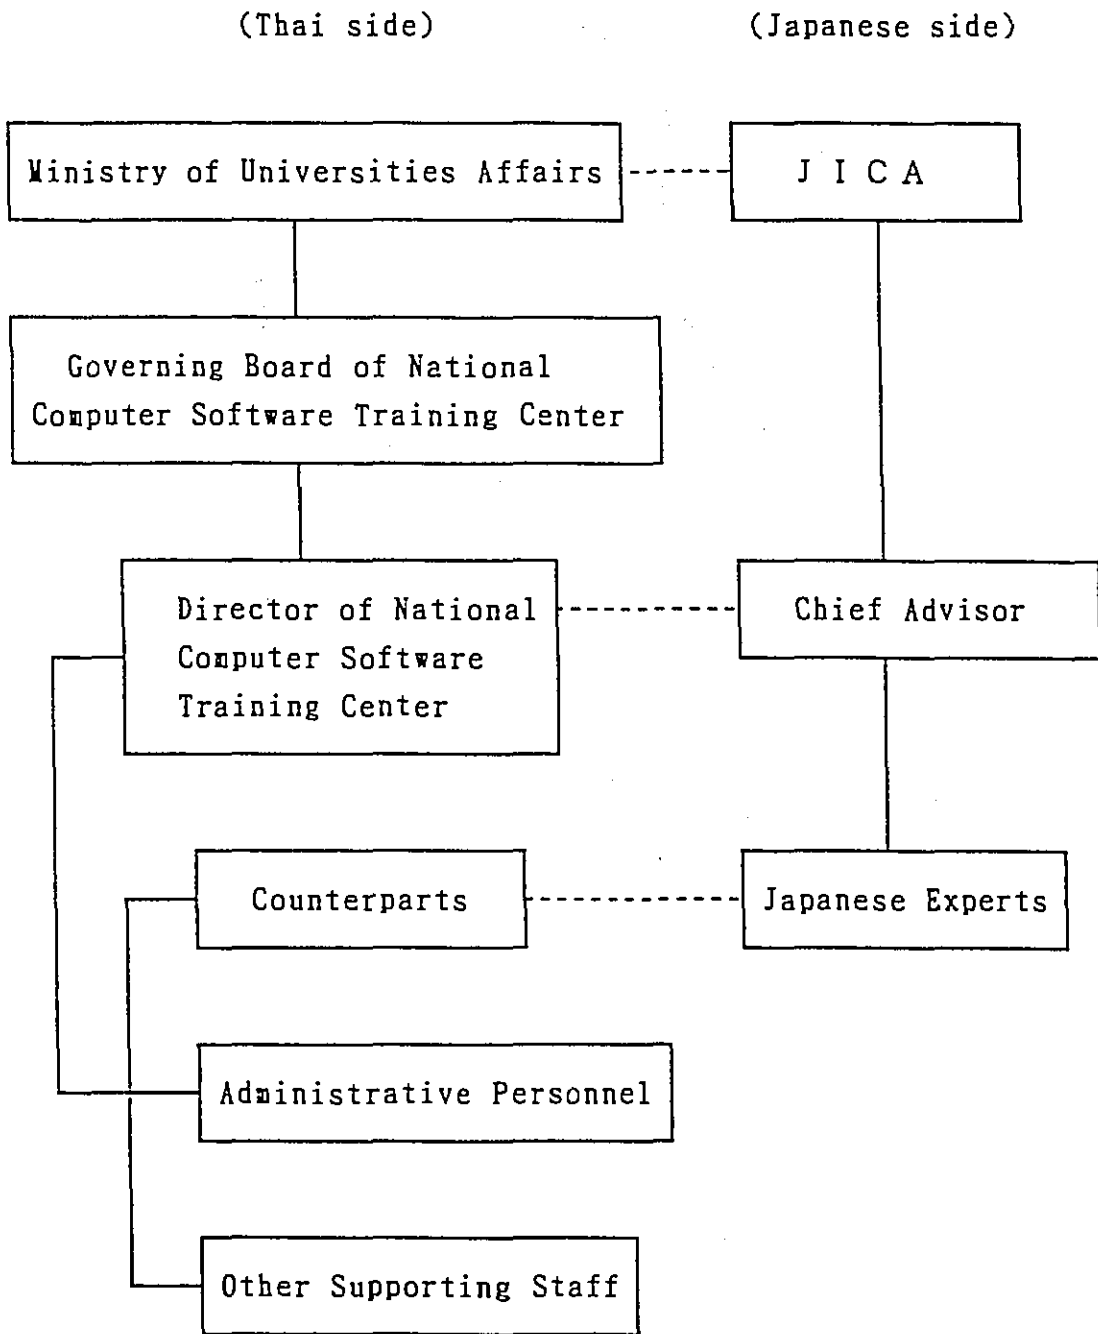 (Thai side)
(Japanese side)
Ministry of Universities Affairs
J I C A
Governing Board of National
Computer Software Training Center
Director of National
Computer Software
Training Center
Chief Advisor
Counterparts
Japanese Experts
Administrative Personnel
Other Supporting Staff